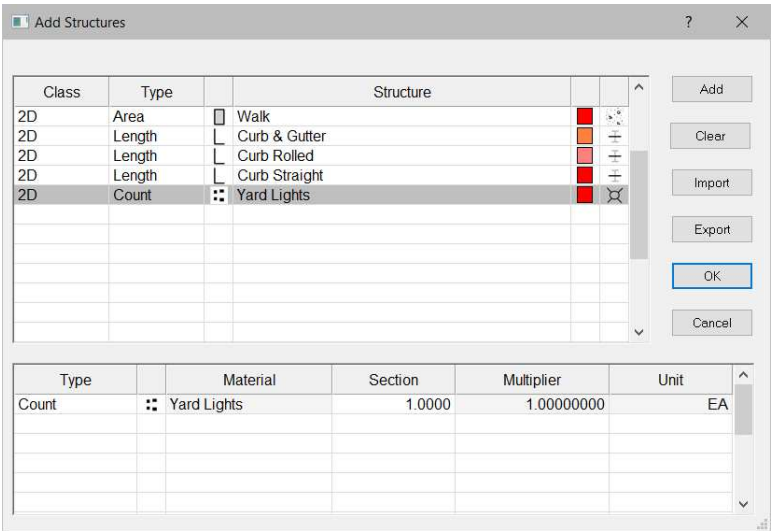 Add Structures ?
Class Type Structure Add
2D Area Walk
2D Length Curb & Gutter Clear
2D Length Curb Rolled
2D Length Curb Straight Import
2D Count Yard Lights
Export
OK
Cancel
Type Material Section Multiplier Unit
Count Yard Lights 1.0000 1.00000000 EA